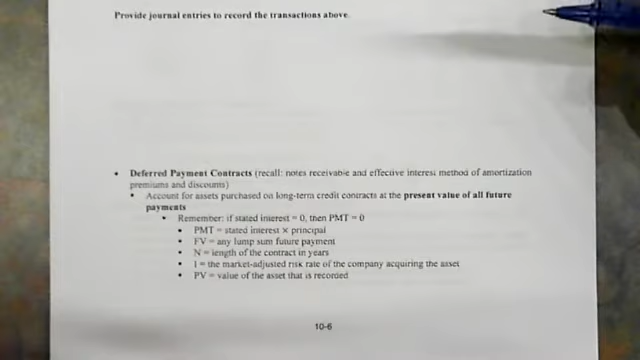 Provide journal entries to record the transactions above.
• Deferred Payment Contracts (recall: notes receivable and effective interest method of amortization
premiums and discounts)
• Account for assets purchased on long-term credit contracts at the present value of all future
payments
• Remember: if stated interest = 0, then PMT = 0
• PMT = stated interest × principal
• FV = any lump sum future payment
• N = length of the contract in years
• I = the market-adjusted risk rate of the company acquiring the asset
• PV = value of the asset that is recorded
10-6